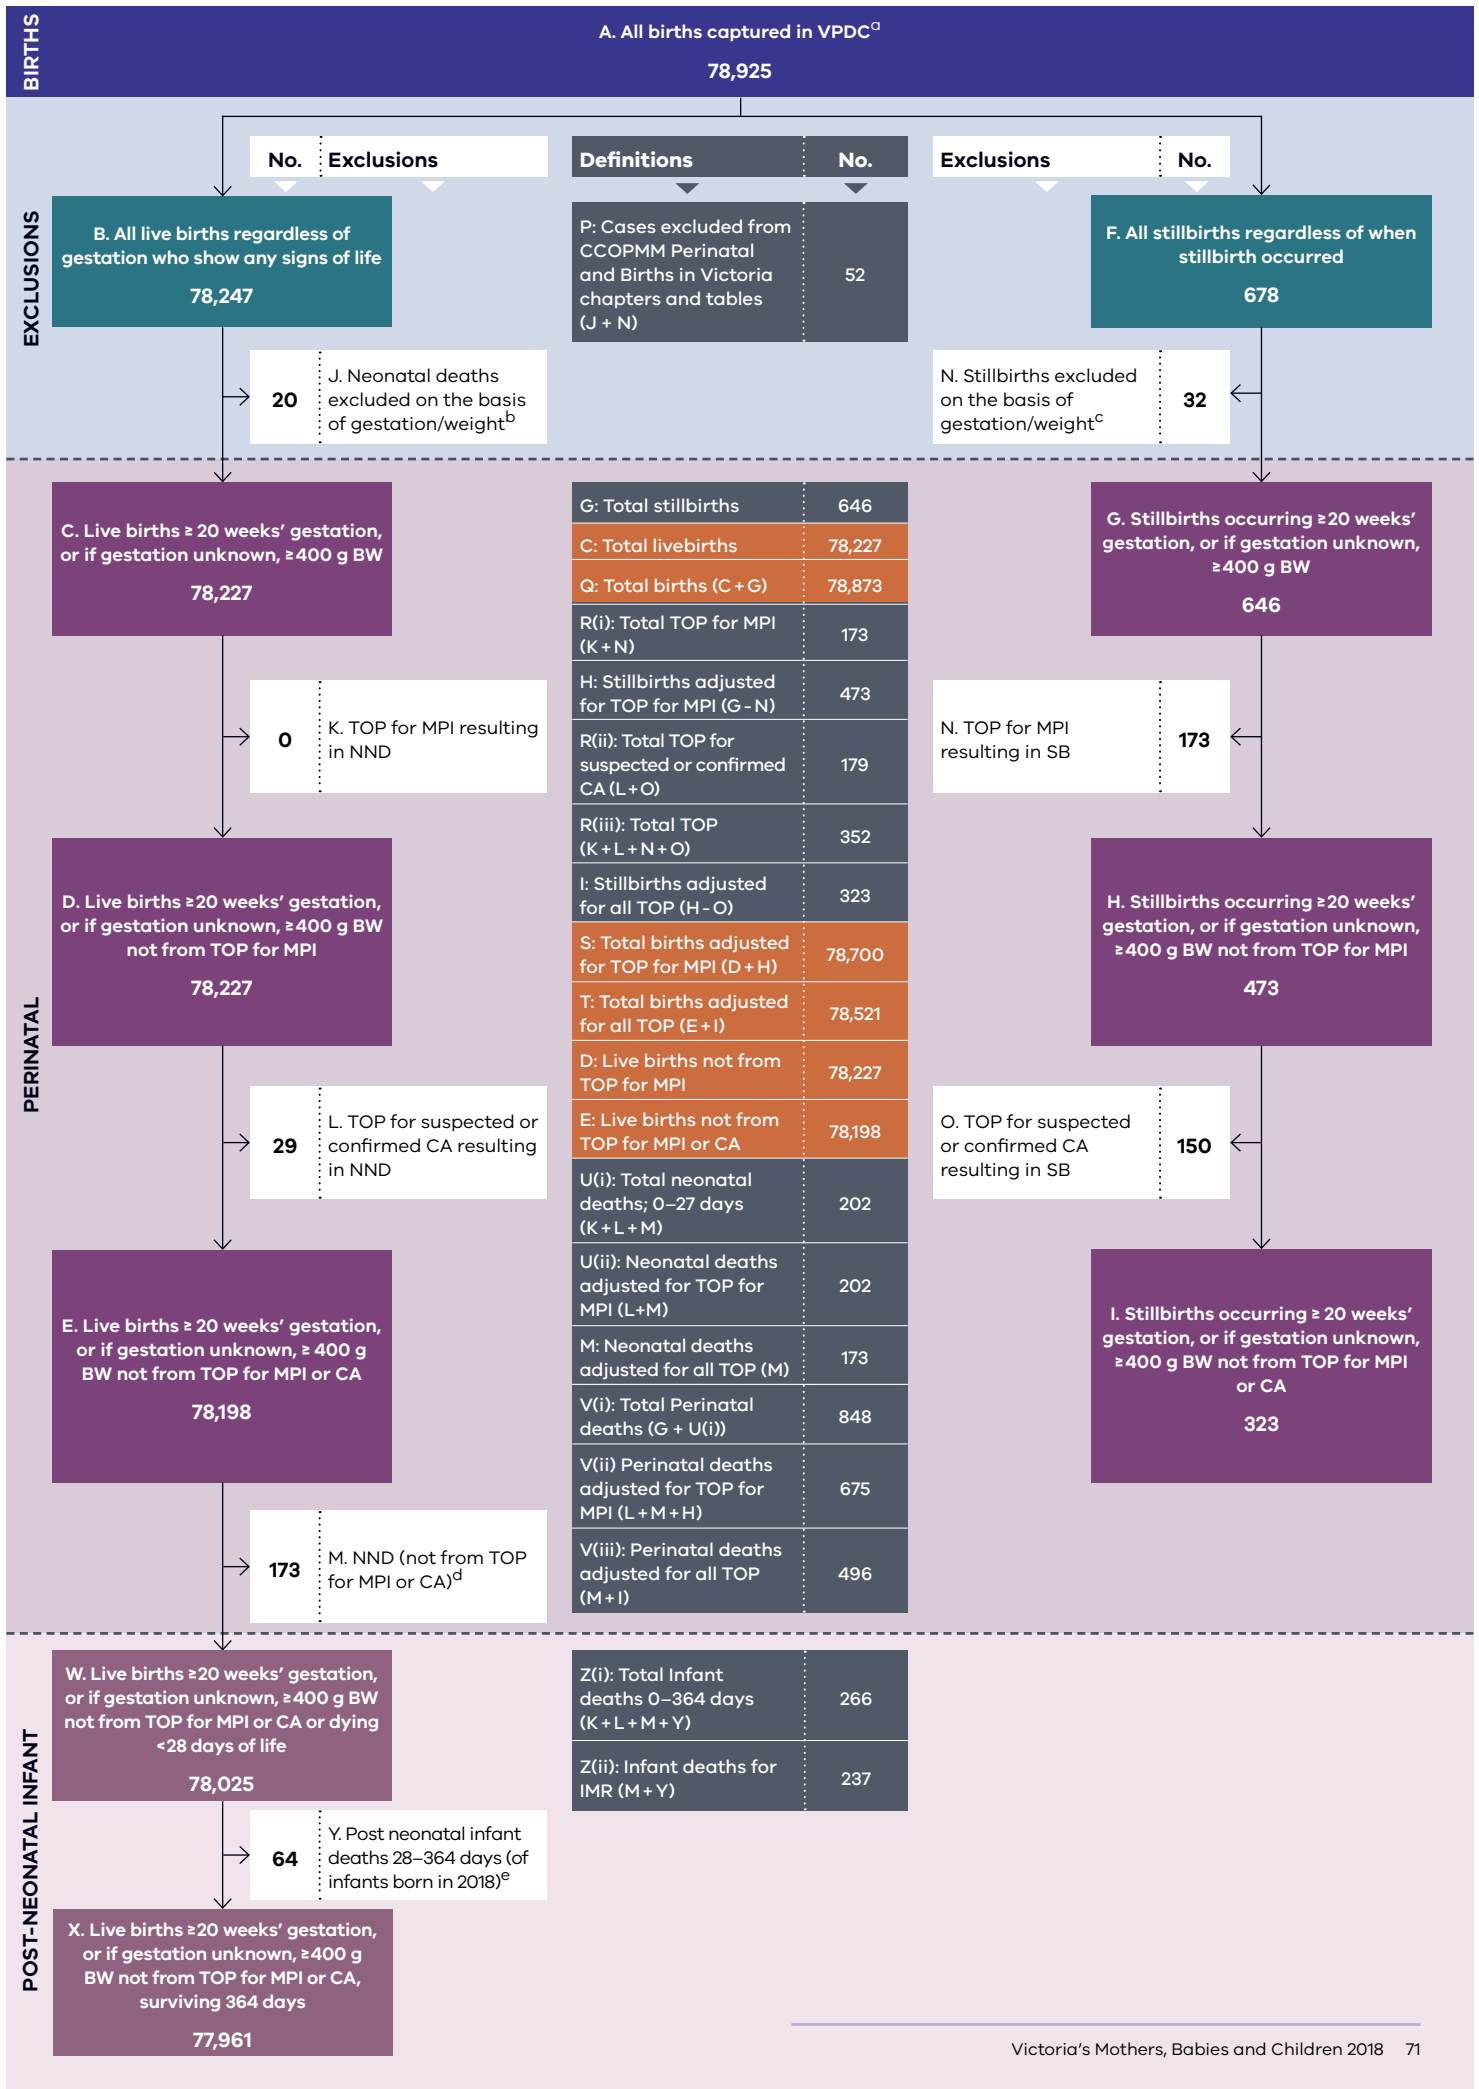 BIRTHS
A. All births captured in VPDCa
78,925
EXCLUSIONS
No.
Exclusions
Definitions
No.
Exclusions
No.
B. All live births regardless of
gestation who show any signs of life
78,247
P: Cases excluded from
CCOPMM Perinatal
and Births in Victoria
chapters and tables
(J + N)
52
F. All stillbirths regardless of when
stillbirth occurred
678
20
J. Neonatal deaths
excluded on the basis
of gestation/weightb
N. Stillbirths excluded
on the basis of
gestation/weightc
32
PERINATAL
C. Live births ≥ 20 weeks’ gestation,
or if gestation unknown, ≥400 g BW
78,227
0
K. TOP for MPI resulting
in NND
D. Live births ≥20 weeks’ gestation,
or if gestation unknown, ≥400 g BW
not from TOP for MPI
78,227
29
L. TOP for suspected or
confirmed CA resulting
in NND
E. Live births ≥ 20 weeks’ gestation,
or if gestation unknown, ≥ 400 g
BW not from TOP for MPI or CA
78,198
173
M. NND (not from TOP
for MPI or CA)d
G: Total stillbirths
646
C: Total livebirths
78,227
Q: Total births (C + G)
78,873
R(i): Total TOP for MPI
(K + N)
173
H: Stillbirths adjusted
for TOP for MPI (G - N)
473
R(ii): Total TOP for
suspected or confirmed
CA (L + O)
179
R(iii): Total TOP
(K + L + N + O)
352
I: Stillbirths adjusted
for all TOP (H - O)
323
S: Total births adjusted
for TOP for MPI (D + H)
78,700
T: Total births adjusted
for all TOP (E + I)
78,521
D: Live births not from
TOP for MPI
78,227
E: Live births not from
TOP for MPI or CA
78,198
U(i): Total neonatal
deaths; 0–27 days
(K + L + M)
202
U(ii): Neonatal deaths
adjusted for TOP for
MPI (L+M)
202
M: Neonatal deaths
adjusted for all TOP (M)
173
V(i): Total Perinatal
deaths (G + U(i))
848
V(ii) Perinatal deaths
adjusted for TOP for
MPI (L + M + H)
675
V(iii): Perinatal deaths
adjusted for all TOP
(M + I)
496
G. Stillbirths occurring ≥20 weeks’
gestation, or if gestation unknown,
≥400 g BW
646
N. TOP for MPI
resulting in SB
173
H. Stillbirths occurring ≥20 weeks’
gestation, or if gestation unknown,
≥400 g BW not from TOP for MPI
473
O. TOP for suspected
or confirmed CA
resulting in SB
150
I. Stillbirths occurring ≥ 20 weeks’
gestation, or if gestation unknown,
≥400 g BW not from TOP for MPI
or CA
323
POST-NEONATAL INFANT
W. Live births ≥20 weeks’ gestation,
or if gestation unknown, ≥400 g BW
not from TOP for MPI or CA or dying
<28 days of life
78,025
64
Y. Post neonatal infant
deaths 28–364 days (of
infants born in 2018)e
X. Live births ≥20 weeks’ gestation,
or if gestation unknown, ≥400 g
BW not from TOP for MPI or CA,
surviving 364 days
77,961
Z(i): Total Infant
deaths 0–364 days
(K + L + M + Y)
266
Z(ii): Infant deaths for
IMR (M + Y)
237
Victoria’s Mothers, Babies and Children 2018 71